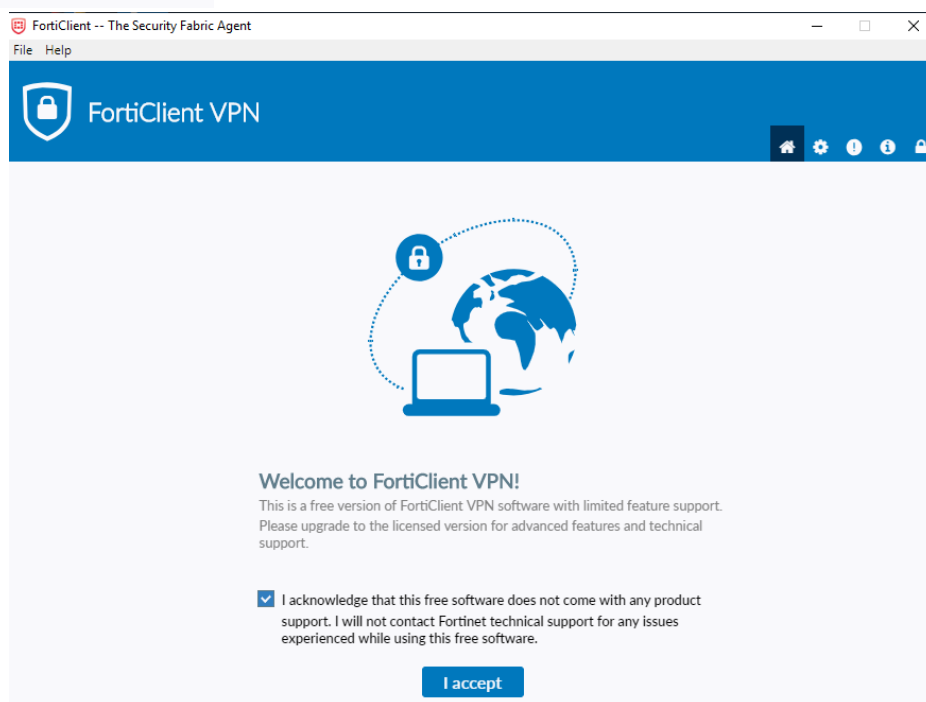 FortiClient -- The Security Fabric Agent
File Help
FortiClient VPN
Welcome to FortiClient VPN!
This is a free version of FortiClient VPN software with limited feature support.
Please upgrade to the licensed version for advanced features and technical
support.
I acknowledge that this free software does not come with any product
support. I will not contact Fortinet technical support for any issues
experienced while using this free software.
I accept